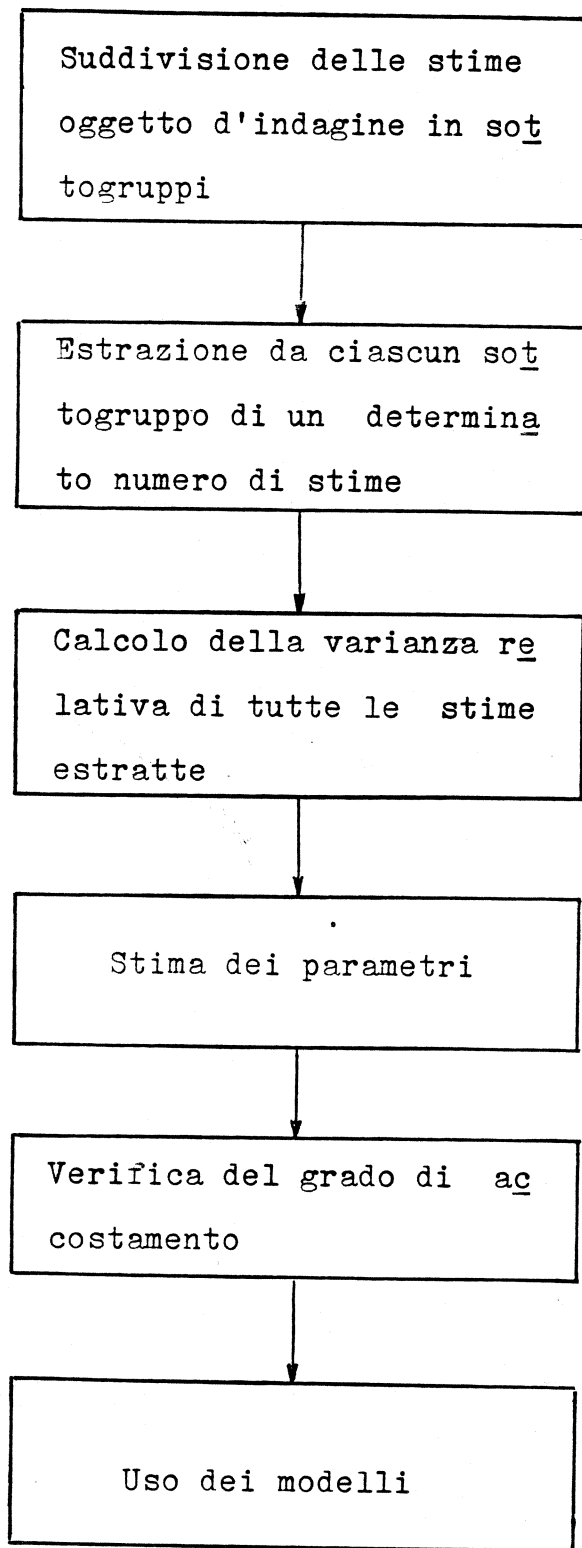 Suddivisione delle stime
oggetto d'indagine in sot
togruppi
Estrazione da ciascun sot
togruppo di un determina
to numero di stime
Calcolo della varianza re
lativa di tutte le stime
estratte
Stima dei parametri
Verifica del grado di ac
costamento
Uso dei modelli